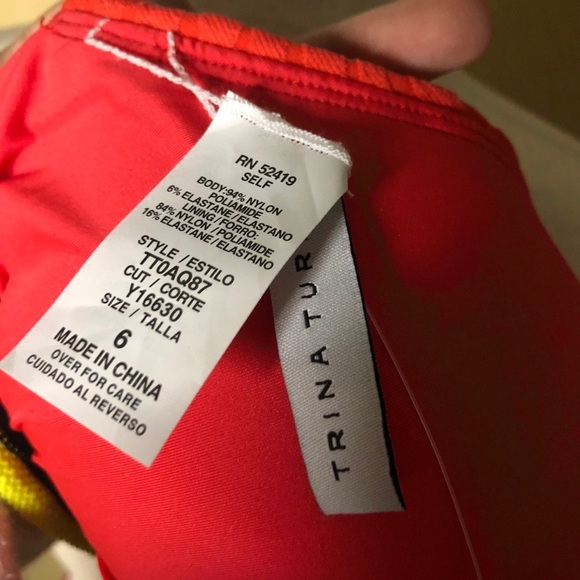 RN 52419
SELF
BODY:94% NYLON
POLIAMIDE
6% ELASTANE/ELASTANO
LINING/FORRO:
84% NYLON/POLIAMIDE
16% ELASTANE/ELASTANO
STYLE/ESTILO
TT0AQ87
CUT/CORTE
Y16630
SIZE/TALLA
6
MADE IN CHINA
OVER FOR CARE
CUIDADO AL REVERSO
TRINA TUR